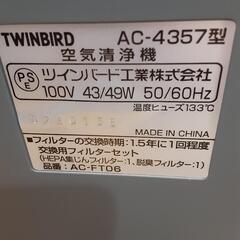 TWINBIRD AC-4357型
空気清浄機
PSE ツインバード工業株式会社
100V 43/49W 50/60Hz
温度ヒューズ133℃
MADE IN CHINA
■フィルターの交換時期:1.5年に1回程度
交換用フィルターセット
(HEPA集じんフィルター:1、脱臭フィルター:1)
品番:AC-FT06